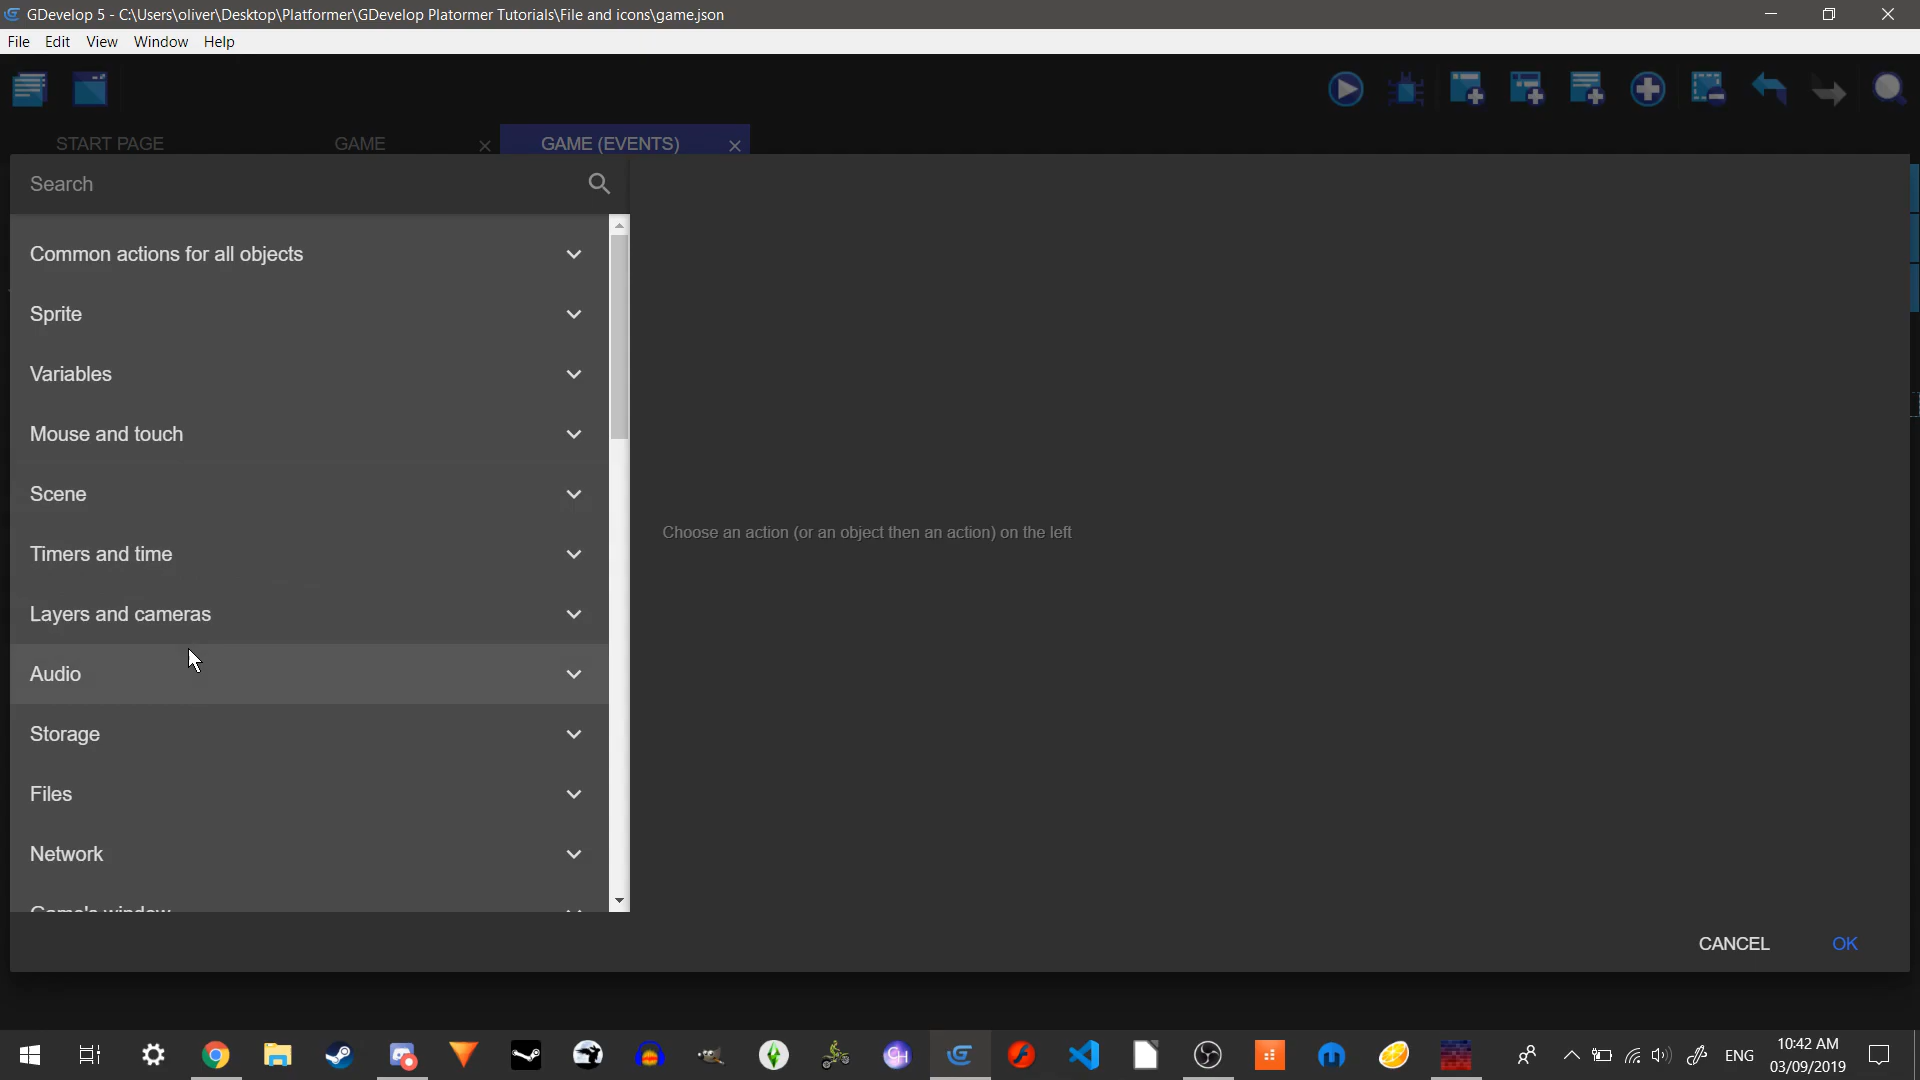 GDevelop 5 - C:\Users\oliver\Desktop\Platformer\GDevelop Platormer Tutorials\File and icons\game.json
File Edit View Window Help
START PAGE GAME GAME (EVENTS)
Search
Common actions for all objects
Sprite
Variables
Mouse and touch
Scene
Timers and time
Layers and cameras
Audio
Storage
Files
Network
Game's window
Choose an action (or an object then an action) on the left
CANCEL OK
CH
ENG
10:42 AM
03/09/2019